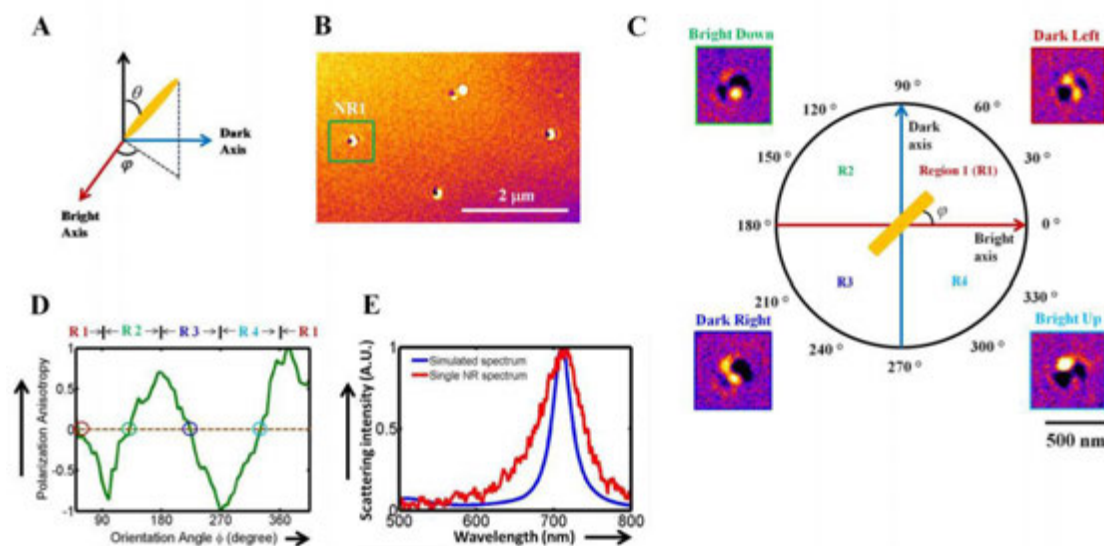 A
θ
φ
Dark
Axis
Bright
Axis
B
NR1
2 μm
C
Bright Down
Dark Left
90 °
120 °
60 °
150 °
30 °
180 °
0 °
210 °
330 °
240 °
300 °
270 °
Dark
axis
R2
Region 1 (R1)
φ
Bright
axis
R3
R4
Dark Right
Bright Up
500 nm
D
R 1
R 2
R 3
R 4
R 1
Polarization Anisotropy
1
0.5
0
-0.5
-1
90
180
270
360
Orientation Angle ϕ (degree)
E
Scattering intensity (A.U.)
1
0.5
0
Simulated spectrum
Single NR spectrum
500
600
700
800
Wavelength (nm)